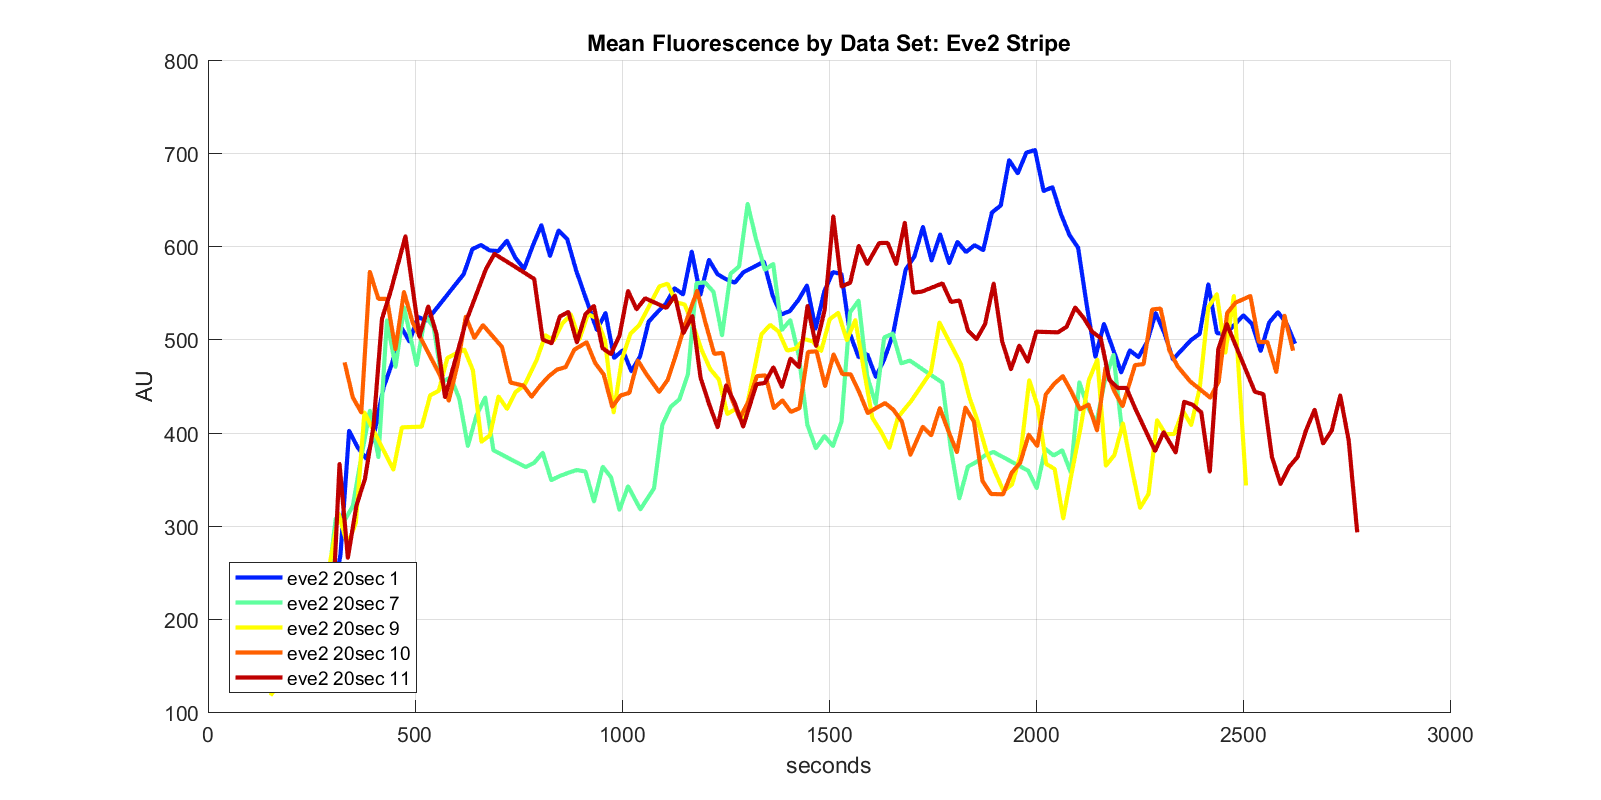 Mean Fluorescence by Data Set: Eve2 Stripe
800
700
600
500
400
300
200
100
AU
eve2 20sec 1
eve2 20sec 7
eve2 20sec 9
eve2 20sec 10
eve2 20sec 11
0 500 1000 1500 2000 2500 3000
seconds